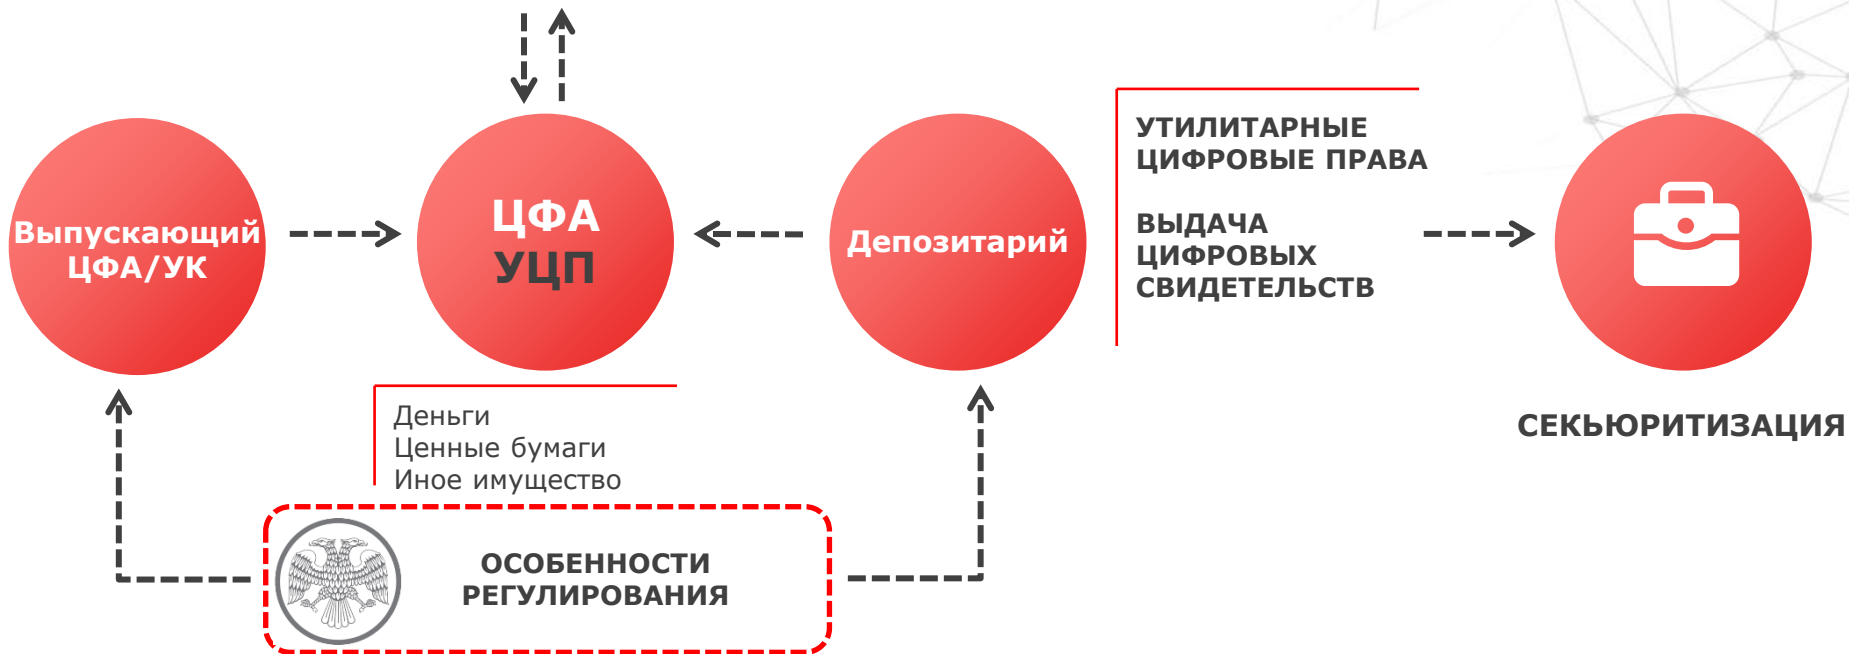 Выпускающий
ЦФА/УК
ЦФА
УЦП
Депозитарий
УТИЛИТАРНЫЕ
ЦИФРОВЫЕ ПРАВА
ВЫДАЧА
ЦИФРОВЫХ
СВИДЕТЕЛЬСТВ
СЕКЬЮРИТИЗАЦИЯ
Деньги
Ценные бумаги
Иное имущество
ОСОБЕННОСТИ
РЕГУЛИРОВАНИЯ